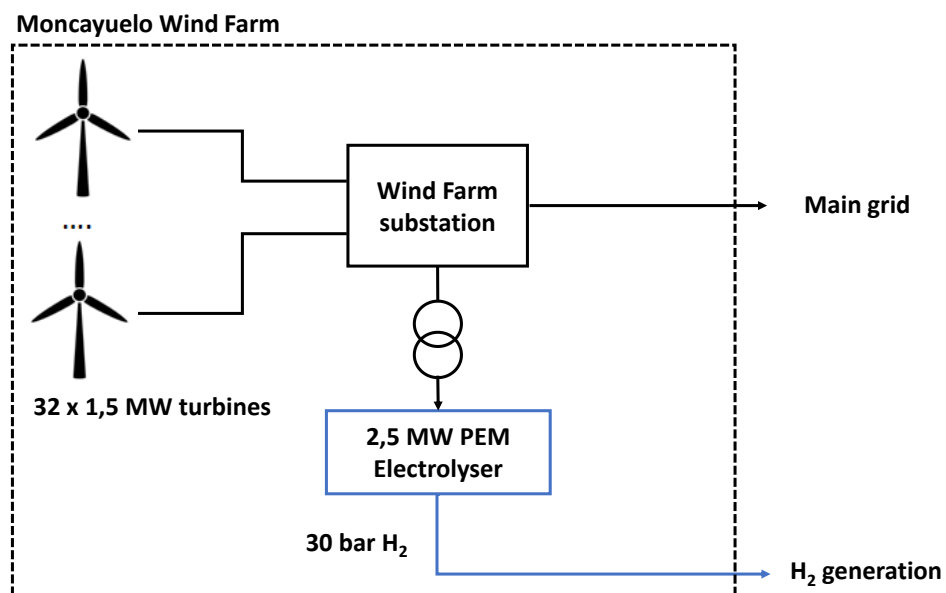 Moncayuelo Wind Farm
....
32 x 1,5 MW turbines
Wind Farm
substation
Main grid
2,5 MW PEM
Electrolyser
30 bar H₂
H₂ generation